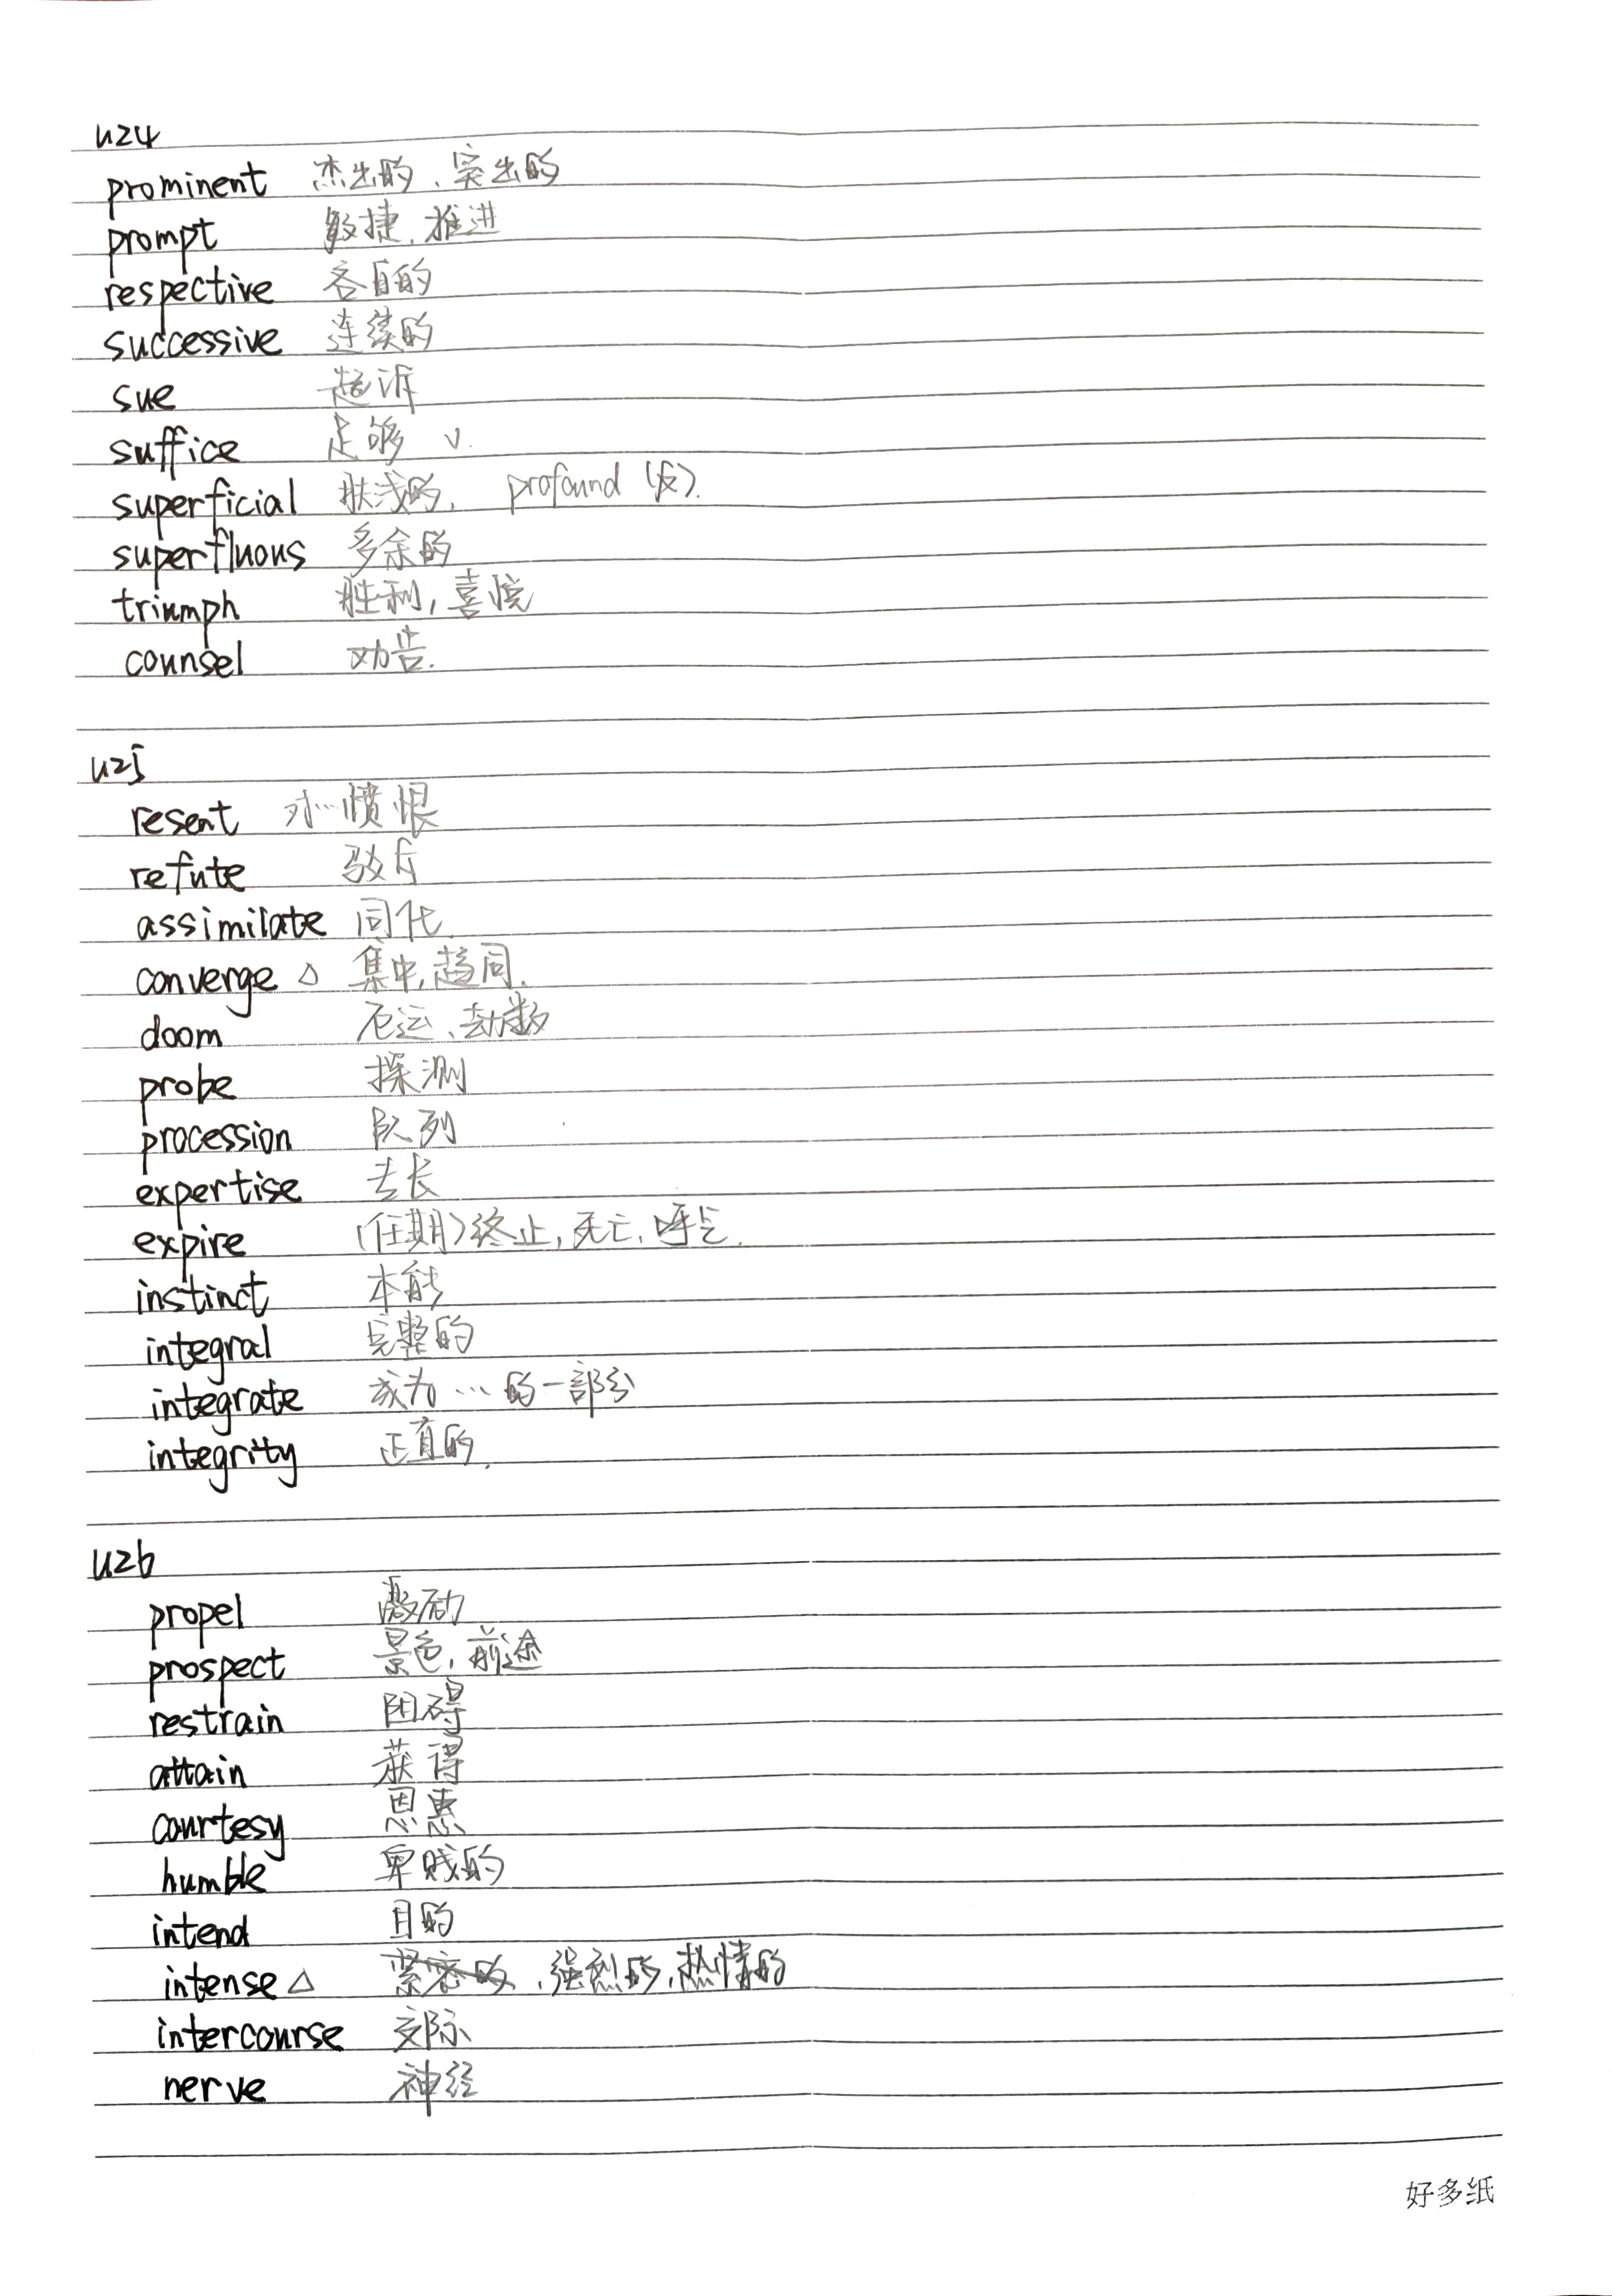 u24
prominent 杰出的、突出的
prompt 敏捷,推进
respective 各自的
successive 连续的
sue 起诉
suffice 足够 v.
superficial 肤浅的, profound (反).
superfluous 多余的
triumph 胜利,喜悦
counsel 劝告.
u25
resent 对…愤恨
refute 驳斥
assimilate 同化.
converge △ 集中,趋同.
doom 厄运、劫数
probe 探测
procession 队列
expertise 专长
expire (任期)终止,死亡,呼气.
instinct 本能
integral 完整的
integrate 成为…的一部分
integrity 正直的.
u26
propel 激励
prospect 景色,前途
restrain 阻碍
attain 获得
courtesy 恩惠
humble 卑贱的
intend 目的
intense △ 紧密的,强烈的,热情的
intercourse 交际
nerve 神经
好多纸